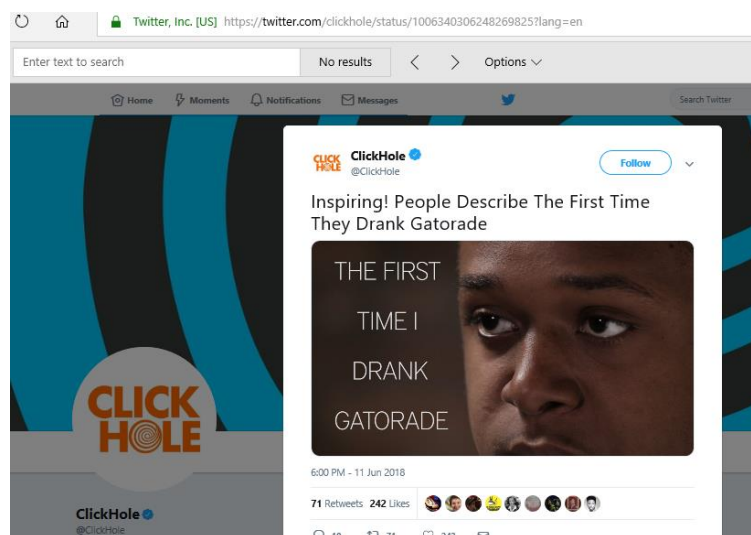 Twitter, Inc. [US] https://twitter.com/clickhole/status/1006340306248269825?lang=en
Enter text to search No results Options
Home Moments Notifications Messages Search Twitter
CLICK HOLE ClickHole Follow
@ClickHole
Inspiring! People Describe The First Time
They Drank Gatorade
THE FIRST
TIME I
DRANK
GATORADE
CLICK
HOLE
6:00 PM - 11 Jun 2018
71 Retweets 242 Likes
ClickHole
@ClickHole